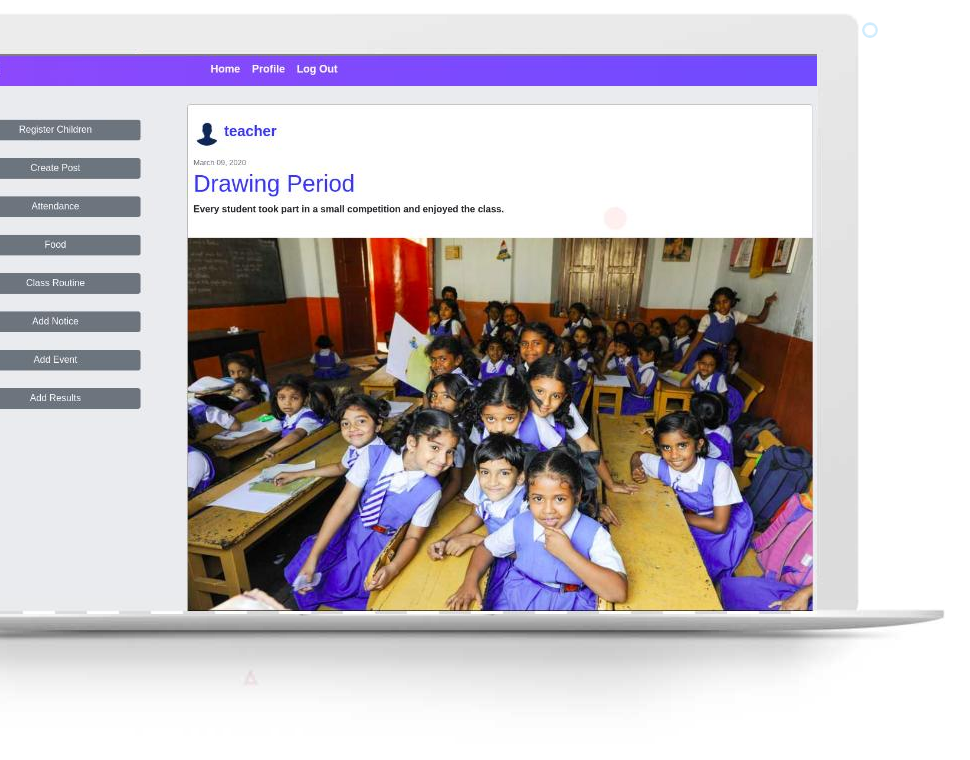 Home Profile Log Out
Register Children
Create Post
Attendance
Food
Class Routine
Add Notice
Add Event
Add Results
teacher
March 09, 2020
Drawing Period
Every student took part in a small competition and enjoyed the class.